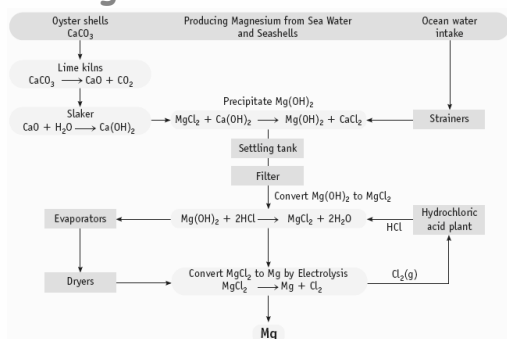 Oyster shells
CaCO₃
Producing Magnesium from Sea Water
and Seashells
Ocean water
intake
Lime kilns
CaCO₃ ⟶ CaO + CO₂
Slaker
CaO + H₂O ⟶ Ca(OH)₂
Precipitate Mg(OH)₂
MgCl₂ + Ca(OH)₂ ⟶ Mg(OH)₂ + CaCl₂
Strainers
Settling tank
Filter
Convert Mg(OH)₂ to MgCl₂
Evaporators
Mg(OH)₂ + 2HCl ⟶ MgCl₂ + 2H₂O
HCl
Hydrochloric
acid plant
Dryers
Convert MgCl₂ to Mg by Electrolysis
MgCl₂ ⟶ Mg + Cl₂
Cl₂(g)
Mg